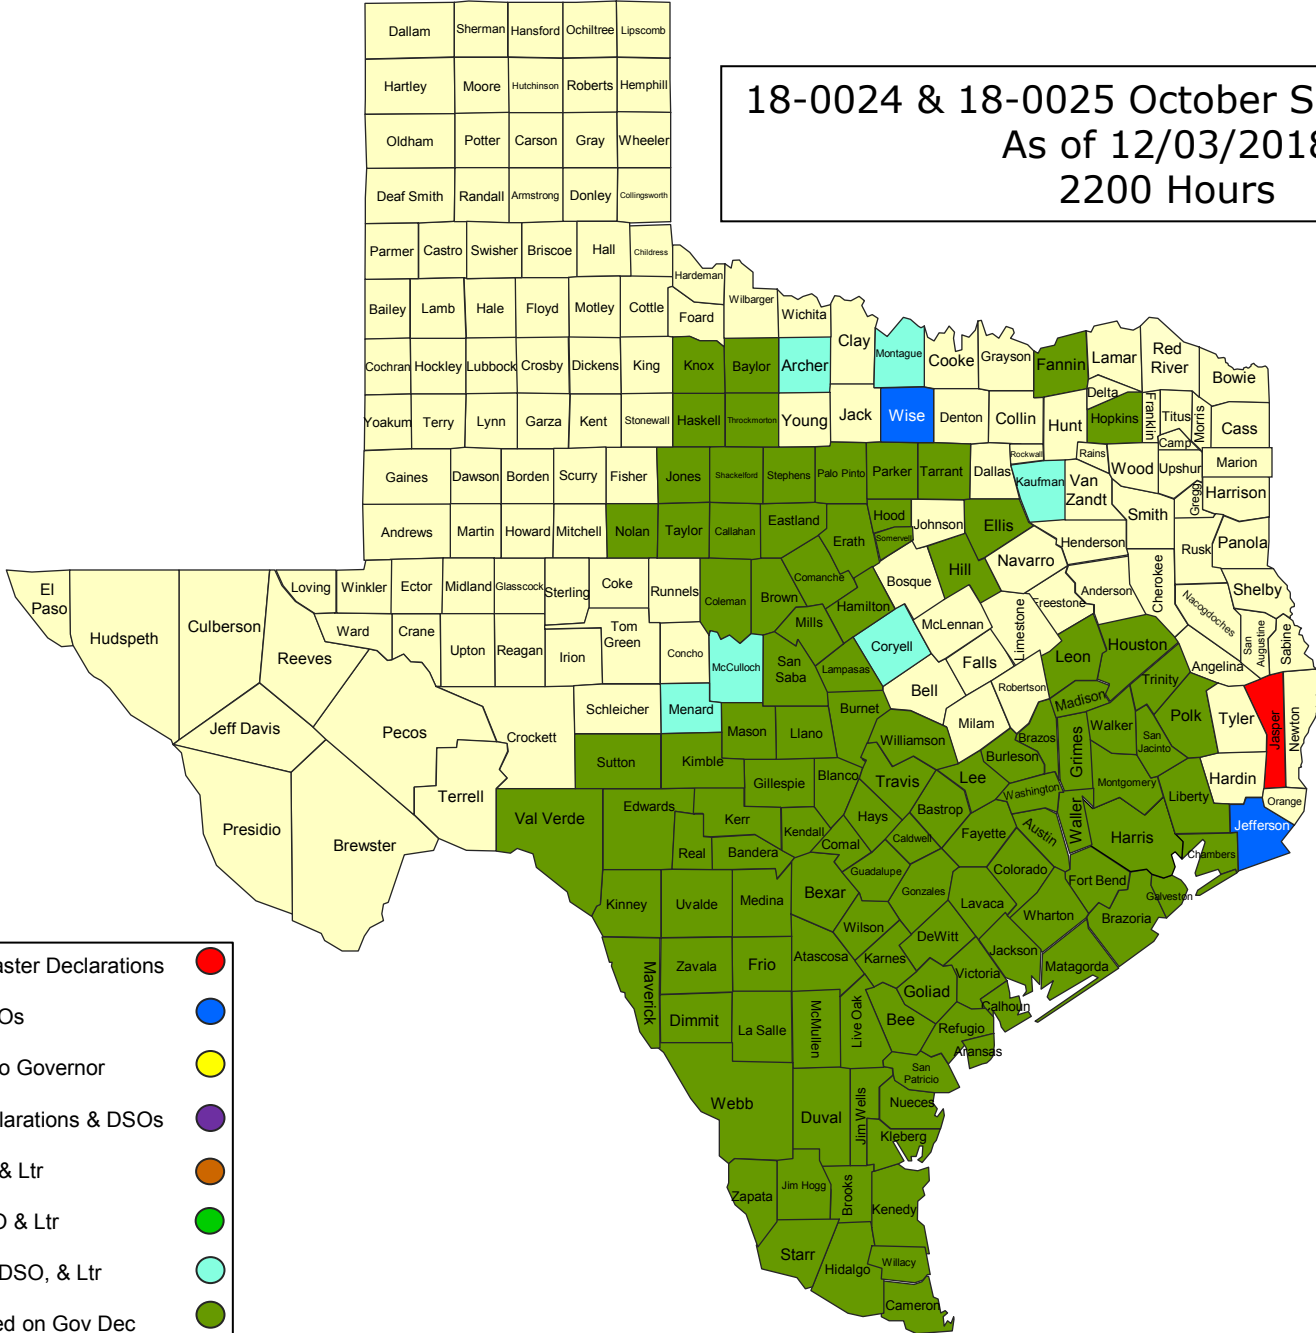 Dallam Sherman Hansford Ochiltree Lipscomb
Hartley Moore Hutchinson Roberts Hemphill
18-0024 & 18-0025 October S
As of 12/03/2018
2200 Hours
Oldham Potter Carson Gray Wheeler
Deaf Smith Randall Armstrong Donley Collingsworth
Parmer Castro Swisher Briscoe Hall Childress
Hardeman
Bailey Lamb Hale Floyd Motley Cottle Foard Wilbarger Wichita
Clay Montague Cooke Grayson Fannin Lamar Red
River Bowie
Cochran Hockley Lubbock Crosby Dickens King Knox Baylor Archer
Delta
Yoakum Terry Lynn Garza Kent Stonewall Haskell Throckmorton Young Jack Wise Denton Collin Hunt Hopkins Franklin Titus Morris Cass
Camp
Rockwall Rains
Gaines Dawson Borden Scurry Fisher Jones Shackelford Stephens Palo Pinto Parker Tarrant Dallas Kaufman Van
Zandt Wood Upshur Marion
Gregg Harrison
Andrews Martin Howard Mitchell Nolan Taylor Callahan Eastland Erath Hood Somervell Johnson Ellis Henderson Smith Rusk Panola
El
Paso Hudspeth Culberson Loving Winkler Ector Midland Glasscock Sterling Coke Runnels Coleman Brown Comanche Hamilton Bosque Hill Navarro Freestone Anderson Cherokee Nacogdoches Shelby
Reeves Ward Crane Upton Reagan Irion Tom
Green Concho McCulloch San
Saba Mills Lampasas Coryell McLennan Falls Limestone Leon Houston Angelina San
Augustine Sabine
Jeff Davis Pecos Crockett Schleicher Menard Mason Llano Burnet Bell Milam Robertson Madison Trinity Polk Tyler Jasper Newton
Presidio Brewster Terrell Sutton Kimble Gillespie Blanco Williamson Travis Lee Burleson Brazos Grimes Walker San
Jacinto Hardin Orange
Val Verde Edwards Kerr Kendall Hays Bastrop Washington Montgomery Liberty Jefferson
Real Bandera Comal Caldwell Fayette Austin Waller Harris Chambers
Kinney Uvalde Medina Bexar Guadalupe Gonzales Lavaca Colorado Fort Bend Galveston
Wilson Wharton Brazoria
Maverick Zavala Frio Atascosa Karnes DeWitt Jackson Matagorda
Dimmit La Salle McMullen Live Oak Bee Goliad Victoria Calhoun
Refugio
Aransas
San
Patricio
Webb Duval Jim Wells Nueces
Kleberg
Zapata Jim Hogg Brooks Kenedy
Starr Hidalgo Willacy
Cameron
aster Declarations
Os
o Governor
larations & DSOs
& Ltr
O & Ltr
DSO, & Ltr
ed on Gov Dec